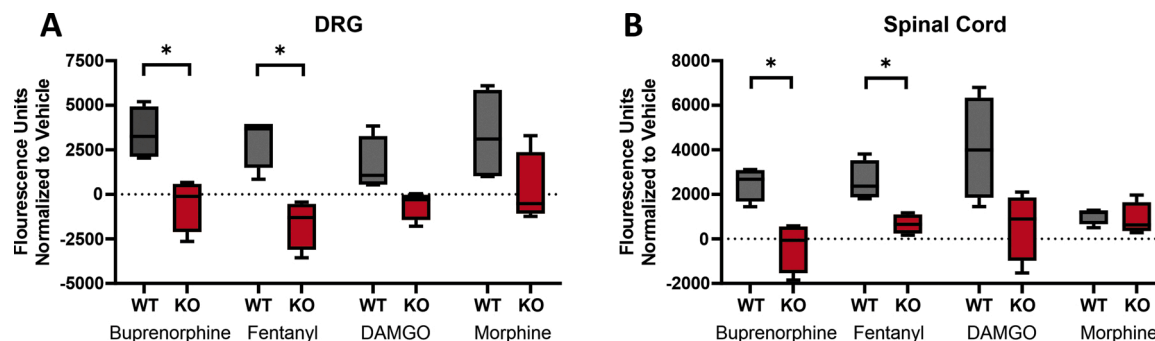 A
DRG
Flourescence Units
Normalized to Vehicle
7500
5000
2500
0
-2500
-5000
*
*
WT KO WT KO WT KO WT KO
Buprenorphine Fentanyl DAMGO Morphine
B
Spinal Cord
Flourescence Units
Normalized to Vehicle
8000
6000
4000
2000
0
-2000
*
*
WT KO WT KO WT KO WT KO
Buprenorphine Fentanyl DAMGO Morphine